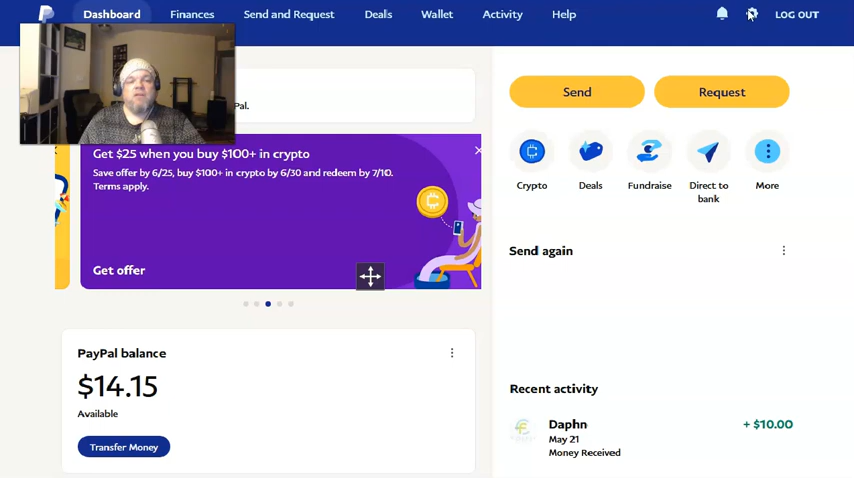 Dashboard
Finances
Send and Request
Deals
Wallet
Activity
Help
LOG OUT
Pal.
Get $25 when you buy $100+ in crypto
Save offer by 6/25, buy $100+ in crypto by 6/30 and redeem by 7/10.
Terms apply.
Get offer
PayPal balance
$14.15
Available
Transfer Money
Send
Request
Crypto
Deals
Fundraise
Direct to
bank
More
Send again
Recent activity
Daphn
+ $10.00
May 21
Money Received